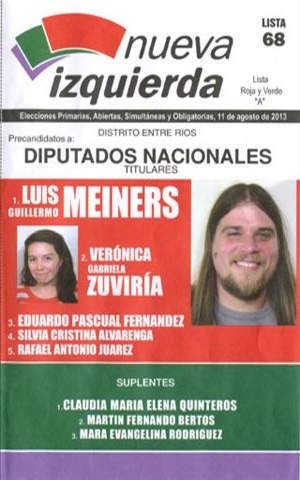 nueva
izquierda
LISTA
68
Lista
Roja y Verde
"A"
Elecciones Primarias, Abiertas, Simultáneas y Obligatorias, 11 de agosto de 2013
DISTRITO ENTRE RIOS
Precandidatos a:
DIPUTADOS NACIONALES
TITULARES
1. LUIS GUILLERMO MEINERS
2. VERÓNICA
GABRIELA
ZUVIRÍA
3. EDUARDO PASCUAL FERNANDEZ
4. SILVIA CRISTINA ALVARENGA
5. RAFAEL ANTONIO JUAREZ
SUPLENTES
1. CLAUDIA MARIA ELENA QUINTEROS
2. MARTIN FERNANDO BERTOS
3. MARA EVANGELINA RODRIGUEZ